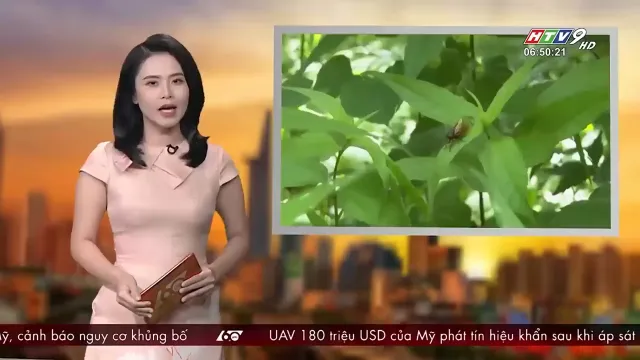 HTV9 HD
06:50:21
ỹ, cảnh báo nguy cơ khủng bố
60 UAV 180 triệu USD của Mỹ phát tín hiệu khẩn sau khi áp sát